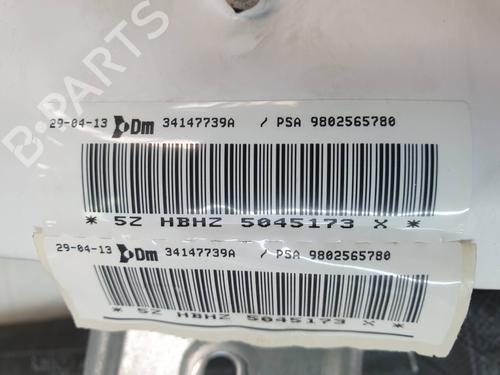 B-PARTS
29-04-13 Dm 34147739A / PSA 9802565780
* 5Z HBHZ 5045173 X *
29-04-13 Dm 34147739A / PSA 9802565780
* 5Z HBHZ 5045173 X *